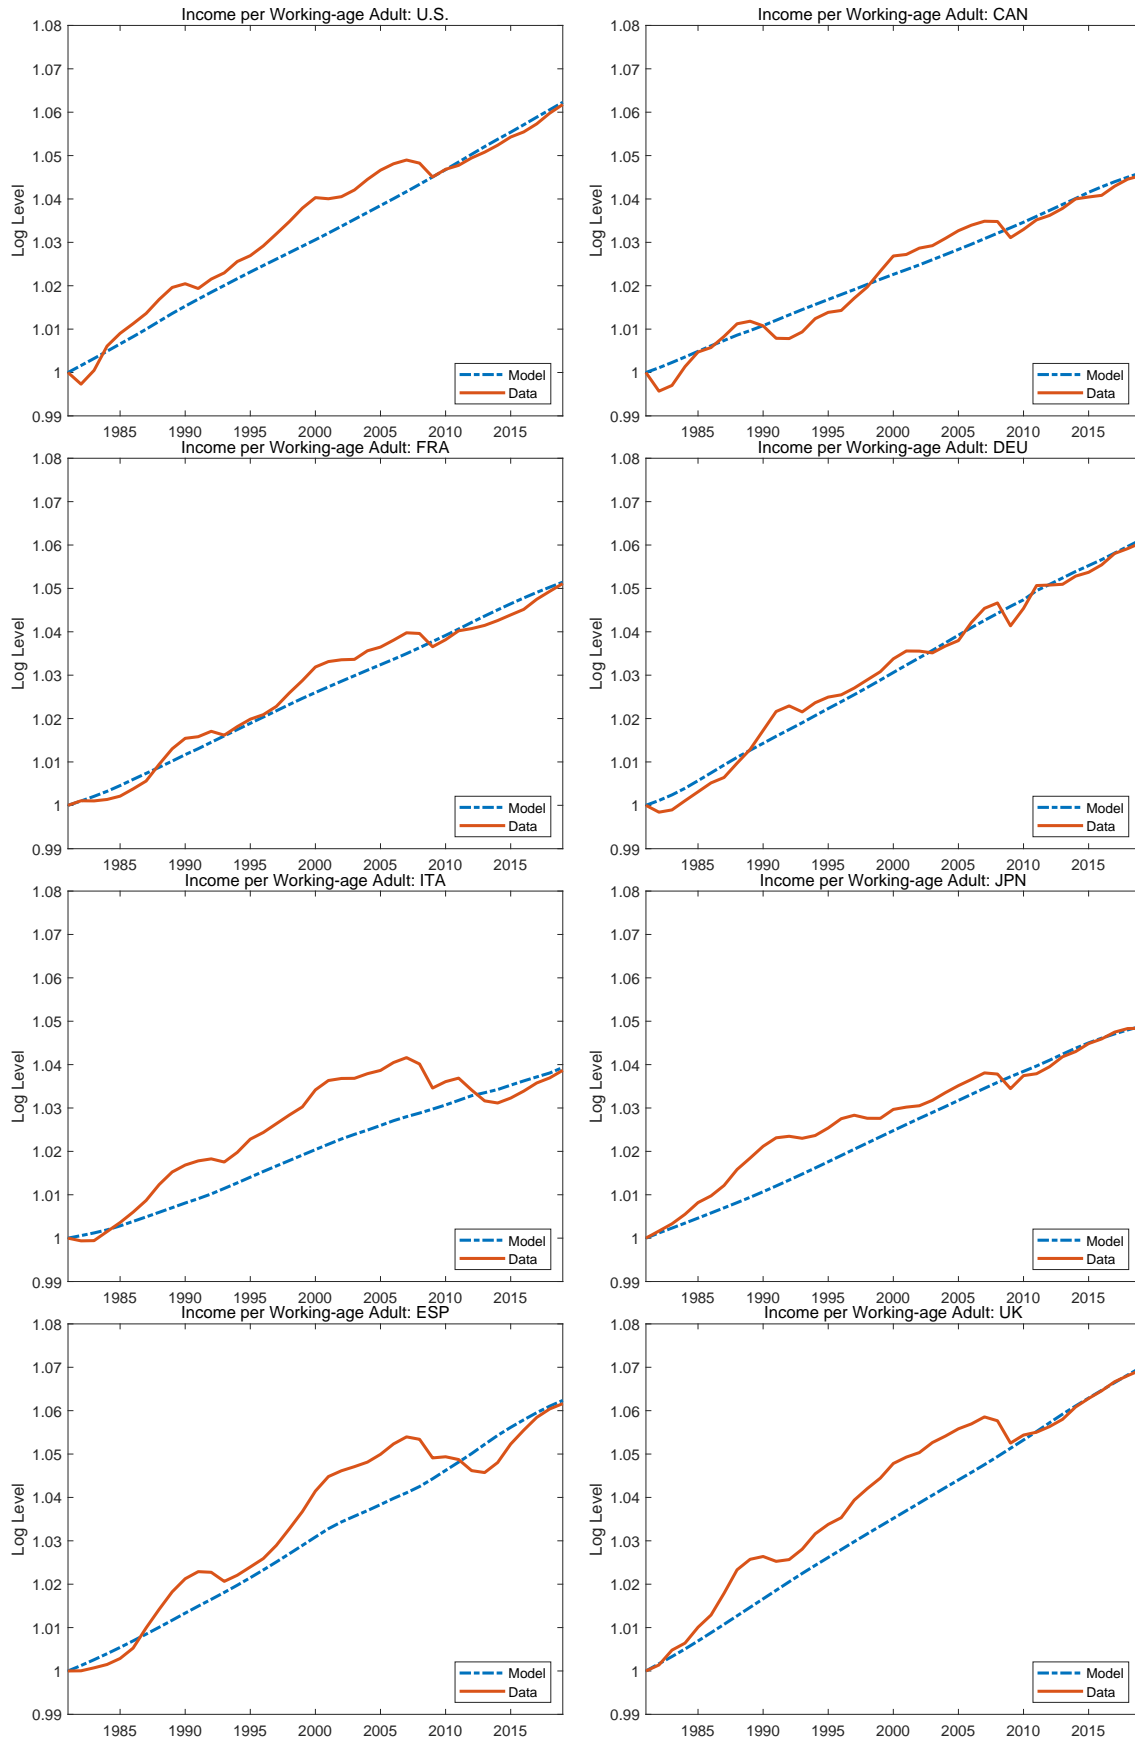 Income per Working-age Adult: U.S.
1.08
1.07
1.06
1.05
1.04
1.03
1.02
1.01
1
0.99
Log Level
1985 1990 1995 2000 2005 2010 2015
Model
Data
Income per Working-age Adult: CAN
1.08
1.07
1.06
1.05
1.04
1.03
1.02
1.01
1
0.99
Log Level
1985 1990 1995 2000 2005 2010 2015
Model
Data
Income per Working-age Adult: FRA
1.08
1.07
1.06
1.05
1.04
1.03
1.02
1.01
1
0.99
Log Level
1985 1990 1995 2000 2005 2010 2015
Model
Data
Income per Working-age Adult: DEU
1.08
1.07
1.06
1.05
1.04
1.03
1.02
1.01
1
0.99
Log Level
1985 1990 1995 2000 2005 2010 2015
Model
Data
Income per Working-age Adult: ITA
1.08
1.07
1.06
1.05
1.04
1.03
1.02
1.01
1
0.99
Log Level
1985 1990 1995 2000 2005 2010 2015
Model
Data
Income per Working-age Adult: JPN
1.08
1.07
1.06
1.05
1.04
1.03
1.02
1.01
1
0.99
Log Level
1985 1990 1995 2000 2005 2010 2015
Model
Data
Income per Working-age Adult: ESP
1.08
1.07
1.06
1.05
1.04
1.03
1.02
1.01
1
0.99
Log Level
1985 1990 1995 2000 2005 2010 2015
Model
Data
Income per Working-age Adult: UK
1.08
1.07
1.06
1.05
1.04
1.03
1.02
1.01
1
0.99
Log Level
1985 1990 1995 2000 2005 2010 2015
Model
Data